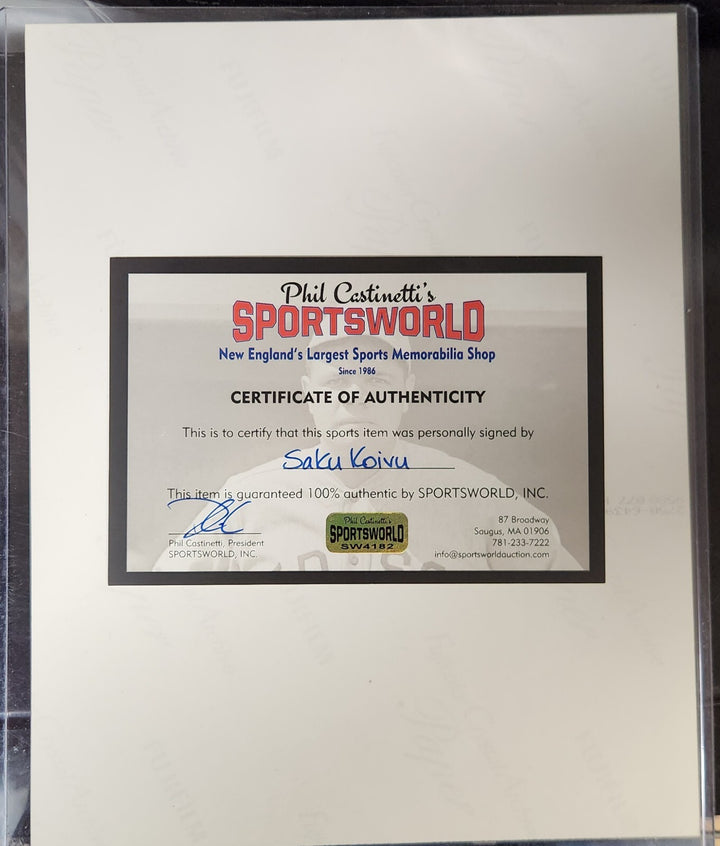 Phil Castinetti's
SPORTSWORLD
New England's Largest Sports Memorabilia Shop
Since 1986
CERTIFICATE OF AUTHENTICITY
This is to certify that this sports item was personally signed by
Saku Koivu
This item is guaranteed 100% authentic by SPORTSWORLD, INC.
Phil Castinetti, President
SPORTSWORLD, INC.
Phil Castinetti's
SPORTSWORLD
SW4182
87 Broadway
Saugus, MA 01906
781-233-7222
info@sportsworldauction.com